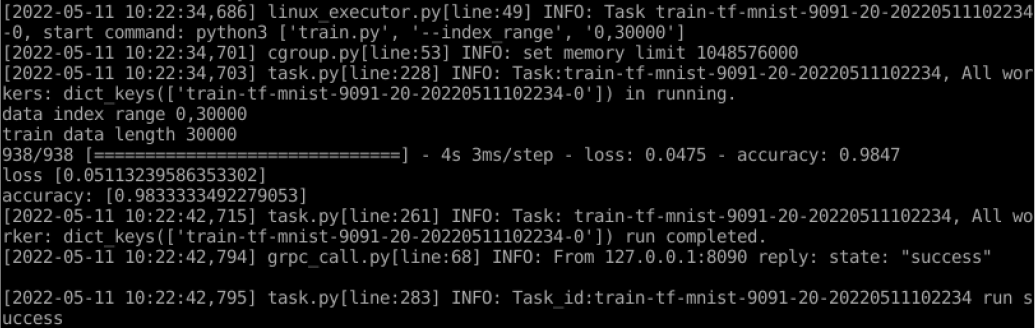 [2022-05-11 10:22:34,686] linux_executor.py[line:49] INFO: Task train-tf-mnist-9091-20-20220511102234
-0, start command: python3 ['train.py', '--index_range', '0,30000']
[2022-05-11 10:22:34,701] cgroup.py[line:53] INFO: set memory limit 1048576000
[2022-05-11 10:22:34,703] task.py[line:228] INFO: Task:train-tf-mnist-9091-20-20220511102234, All wor
kers: dict_keys(['train-tf-mnist-9091-20-20220511102234-0']) in running.
data index range 0,30000
train data length 30000
938/938 [==============================] - 4s 3ms/step - loss: 0.0475 - accuracy: 0.9847
loss [0.05113239586353302]
accuracy: [0.9833333492279053]
[2022-05-11 10:22:42,715] task.py[line:261] INFO: Task: train-tf-mnist-9091-20-20220511102234, All wo
rker: dict_keys(['train-tf-mnist-9091-20-20220511102234-0']) run completed.
[2022-05-11 10:22:42,794] grpc_call.py[line:68] INFO: From 127.0.0.1:8090 reply: state: "success"
[2022-05-11 10:22:42,795] task.py[line:283] INFO: Task_id:train-tf-mnist-9091-20-20220511102234 run s
uccess